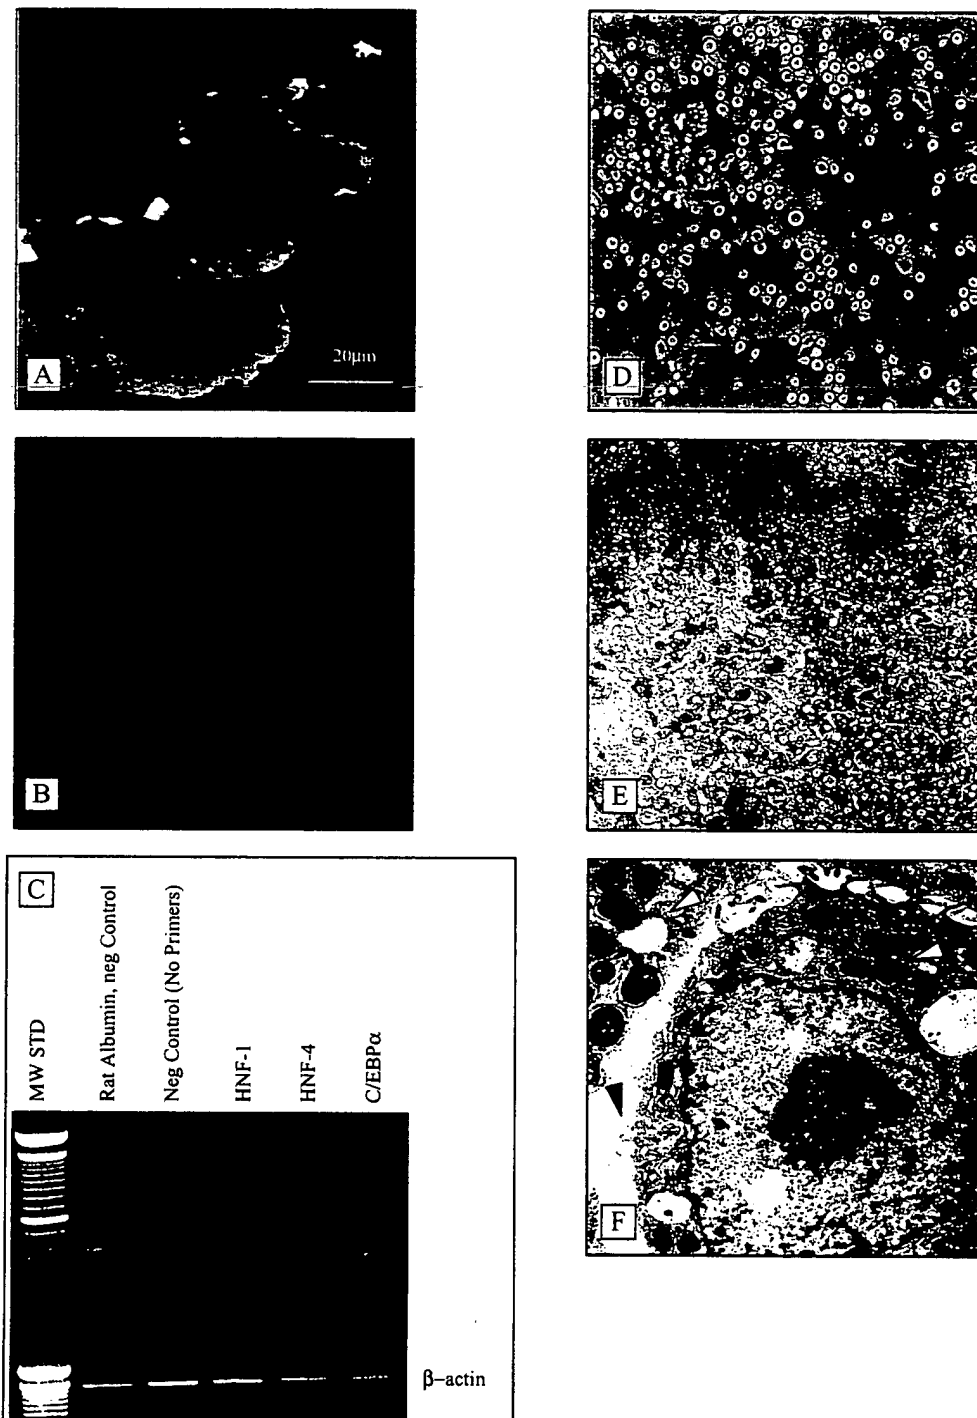 A
20μm
B
C
MW STD
Rat Albumin, neg Control
Neg Control (No Primers)
HNF-1
HNF-4
C/EBPα
β–actin
D
E
F